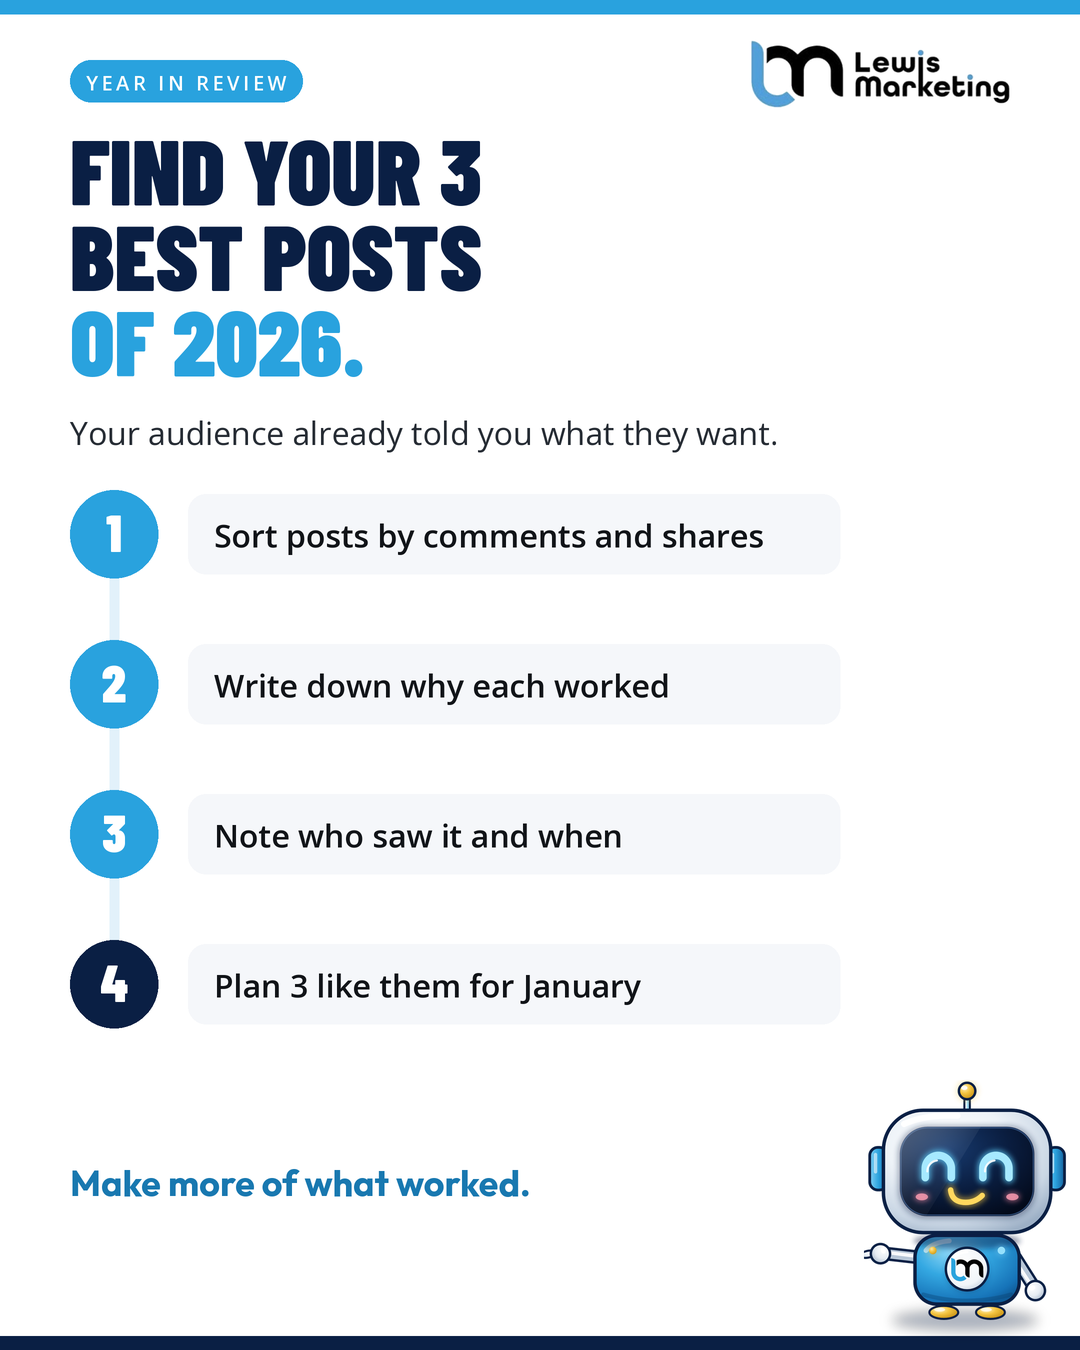 YEAR IN REVIEW
Lewis
Marketing
FIND YOUR 3
BEST POSTS
OF 2026.
Your audience already told you what they want.
1
Sort posts by comments and shares
2
Write down why each worked
3
Note who saw it and when
4
Plan 3 like them for January
Make more of what worked.